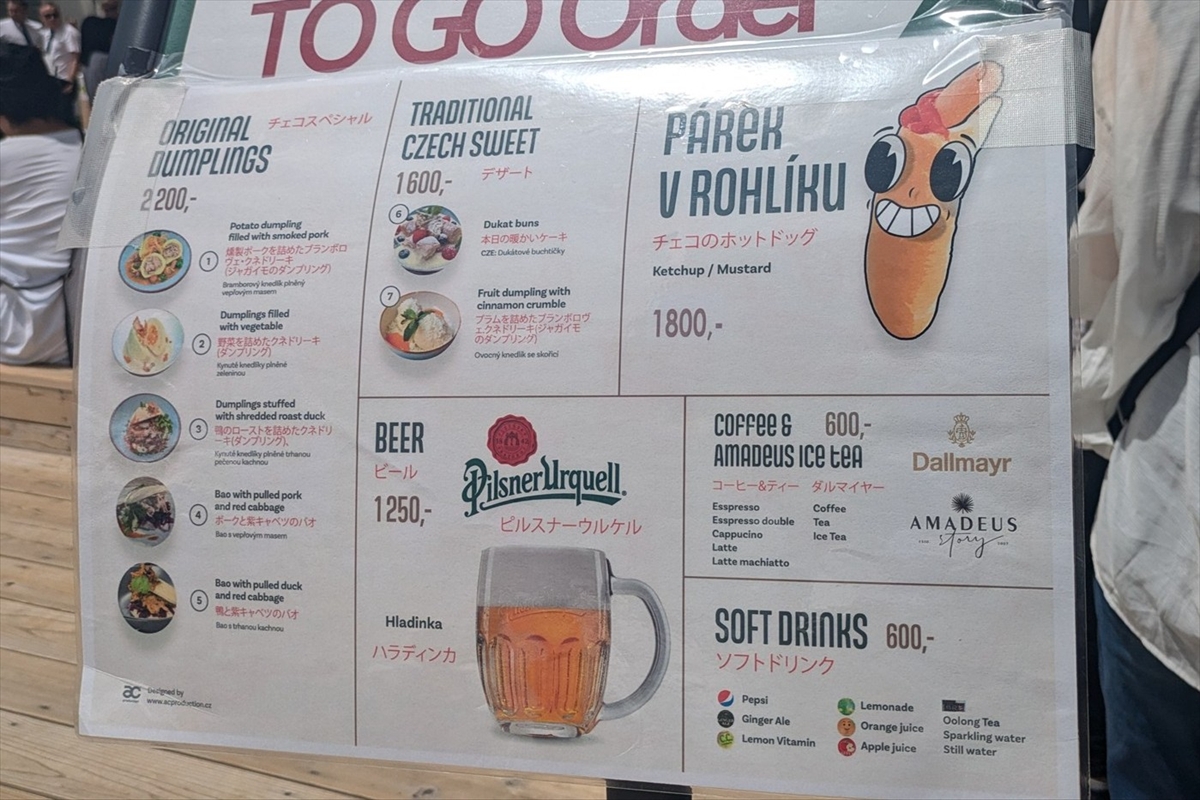 TO GO Order
ORIGINAL
DUMPLINGS
チェコスペシャル
2 200,-
1
Potato dumpling
filled with smoked pork
燻製ポークを詰めたブランボロ
ヴェ・クネドリーキ
(ジャガイモのダンプリング)
Bramborový knedlík plněný
vepřovým masem
2
Dumplings filled
with vegetable
野菜を詰めたクネドリーキ
(ダンプリング)
Kynuté knedlíky plněné
zeleninou
3
Dumplings stuffed
with shredded roast duck
鴨のローストを詰めたクネドリ
ーキ(ダンプリング)、
Kynuté knedlíky plněné trhanou
pečenou kachnou
4
Bao with pulled pork
and red cabbage
ポークと紫キャベツのバオ
Bao s vepřovým masem
5
Bao with pulled duck
and red cabbage
鴨と紫キャベツのバオ
Bao s trhanou kachnou
ac
Designed by
www.acproduction.cz
TRADITIONAL
CZECH SWEET
1600,-
デザート
6
Dukat buns
本日の暖かいケーキ
CZE: Dukátové buchtičky
7
Fruit dumpling with
cinnamon crumble
プラムを詰めたブランボロヴ
ェクネドリーキ(ジャガイモ
のダンプリング)
Ovocný knedlík se skořicí
PÁREK
V ROHLÍKU
チェコのホットドッグ
Ketchup / Mustard
1800,-
BEER
ビール
1250,-
Pilsner Urquell
ピルスナーウルケル
Hladinka
ハラディンカ
COFFEE &
AMADEUS ICE TEA
600,-
コーヒー&ティー ダルマイヤー
Esspresso
Esspresso double
Cappucino
Latte
Latte machiatto
Coffee
Tea
Ice Tea
Dallmayr
AMADEUS
story
SOFT DRINKS 600,-
ソフトドリンク
Pepsi
Ginger Ale
Lemon Vitamin
Lemonade
Orange juice
Apple juice
Oolong Tea
Sparkling water
Still water